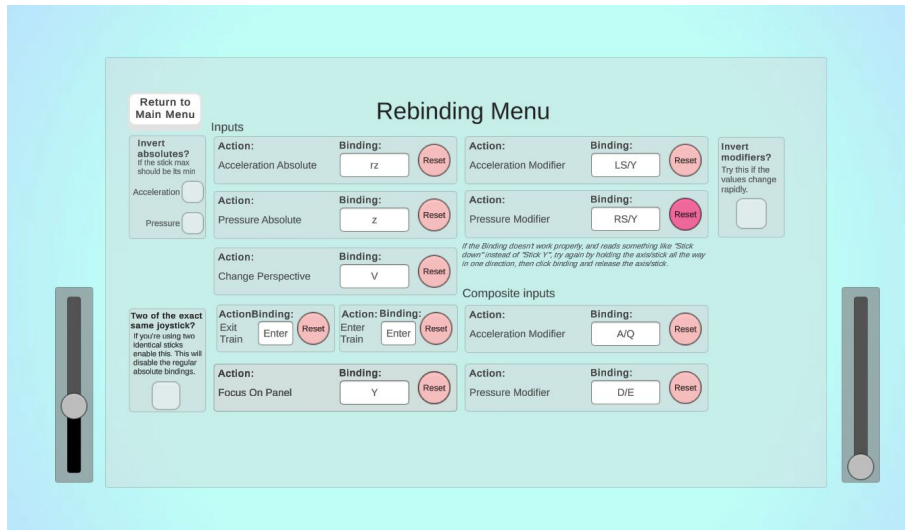 Return to
Main Menu
Rebinding Menu
Inputs
Invert
absolutes?
If the stick max
should be its min
Acceleration
Pressure
Action: Binding:
Acceleration Absolute rz Reset
Action: Binding:
Pressure Absolute z Reset
Action: Binding:
Change Perspective V Reset
ActionBinding:
Exit
Train Enter Reset
Action: Binding:
Enter
Train Enter Reset
Action: Binding:
Focus On Panel Y Reset
Action: Binding:
Acceleration Modifier LS/Y Reset
Action: Binding:
Pressure Modifier RS/Y Reset
If the Binding doesn't work properly, and reads something like "Stick
down" instead of "Stick Y", try again by holding the axis/stick all the way
in one direction, then click binding and release the axis/stick.
Composite inputs
Action: Binding:
Acceleration Modifier A/Q Reset
Action: Binding:
Pressure Modifier D/E Reset
Invert
modifiers?
Try this if the
values change
rapidly.
Two of the exact
same joystick?
If you're using two
identical sticks
enable this. This will
disable the regular
absolute bindings.